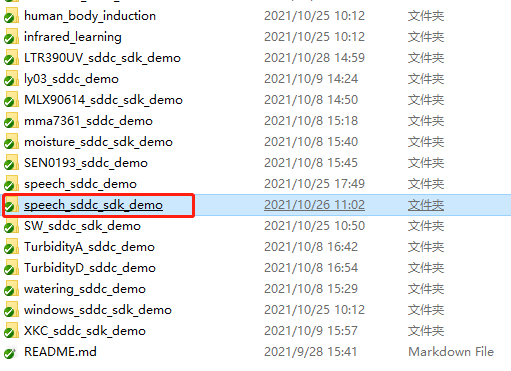 human_body_induction 2021/10/25 10:12 文件夹
infrared_learning 2021/10/25 10:12 文件夹
LTR390UV_sddc_sdk_demo 2021/10/28 14:59 文件夹
ly03_sddc_demo 2021/10/9 14:24 文件夹
MLX90614_sddc_sdk_demo 2021/10/8 14:50 文件夹
mma7361_sddc_demo 2021/10/8 15:18 文件夹
moisture_sddc_sdk_demo 2021/10/8 15:40 文件夹
SEN0193_sddc_demo 2021/10/8 15:45 文件夹
speech_sddc_demo 2021/10/25 17:49 文件夹
speech_sddc_sdk_demo 2021/10/26 11:02 文件夹
SW_sddc_sdk_demo 2021/10/25 10:50 文件夹
TurbidityA_sddc_demo 2021/10/8 16:42 文件夹
TurbidityD_sddc_demo 2021/10/8 16:54 文件夹
watering_sddc_demo 2021/10/8 15:29 文件夹
windows_sddc_sdk_demo 2021/10/25 10:12 文件夹
XKC_sddc_sdk_demo 2021/10/9 15:57 文件夹
README.md 2021/9/28 15:41 Markdown File